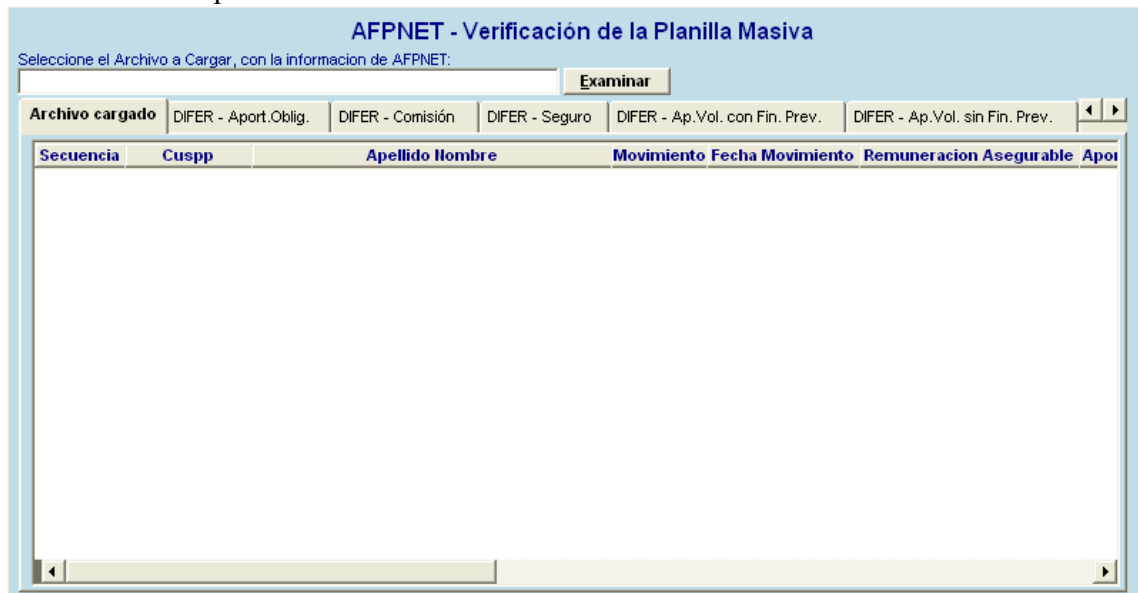 AFPNET - Verificación de la Planilla Masiva
Seleccione el Archivo a Cargar, con la informacion de AFPNET:
Examinar
Archivo cargado DIFER - Aport.Oblig. DIFER - Comisión DIFER - Seguro DIFER - Ap.Vol. con Fin. Prev. DIFER - Ap.Vol. sin Fin. Prev.
Secuencia Cuspp Apellido Nombre Movimiento Fecha Movimiento Remuneracion Asegurable Apor